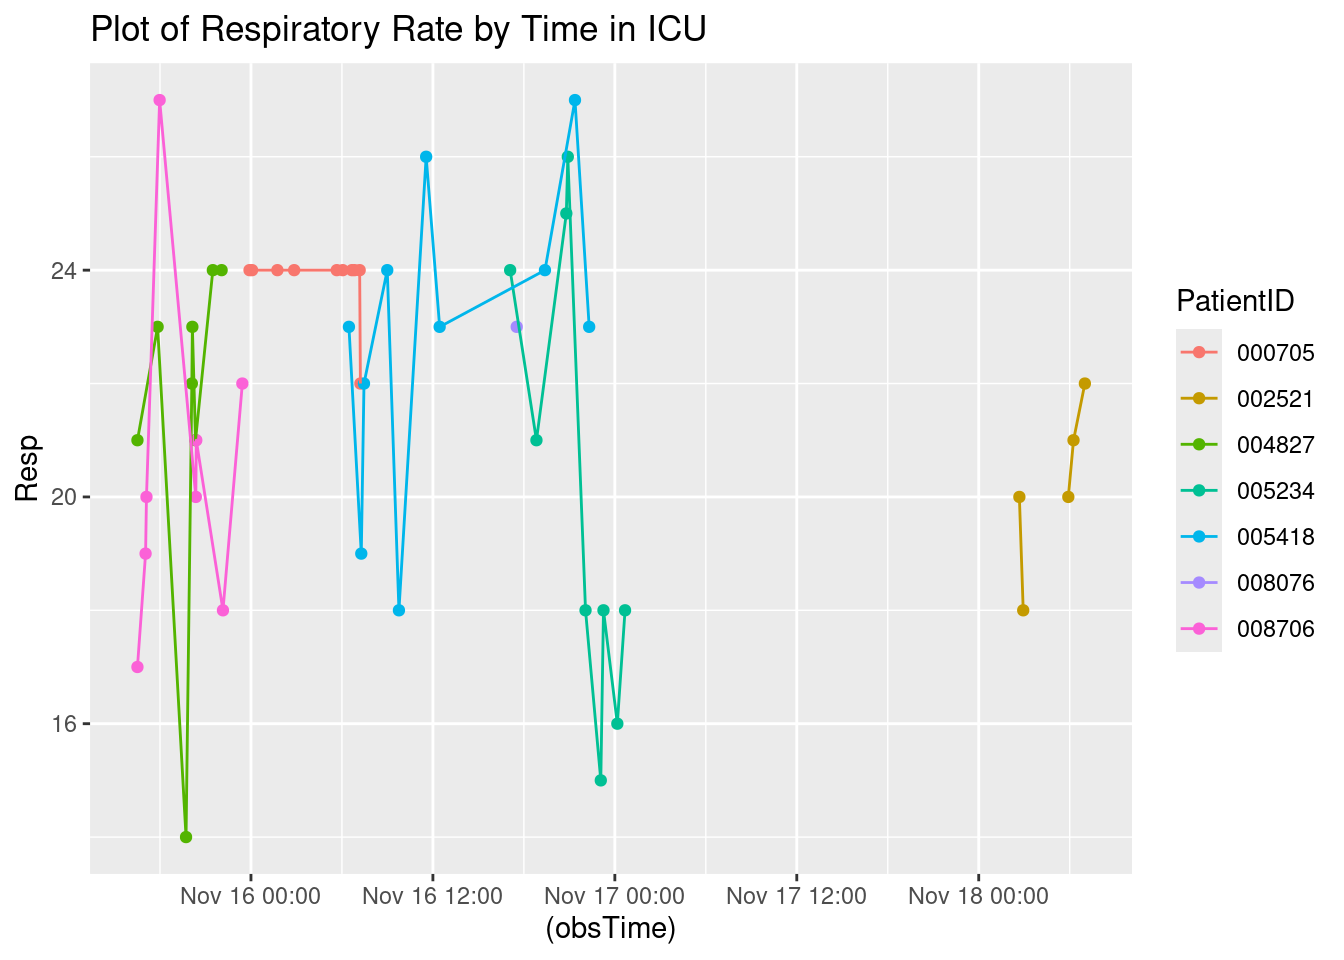 Plot of Respiratory Rate by Time in ICU
Resp
24
20
16
Nov 16 00:00
Nov 16 12:00
Nov 17 00:00
Nov 17 12:00
Nov 18 00:00
(obsTime)
PatientID
000705
002521
004827
005234
005418
008076
008706